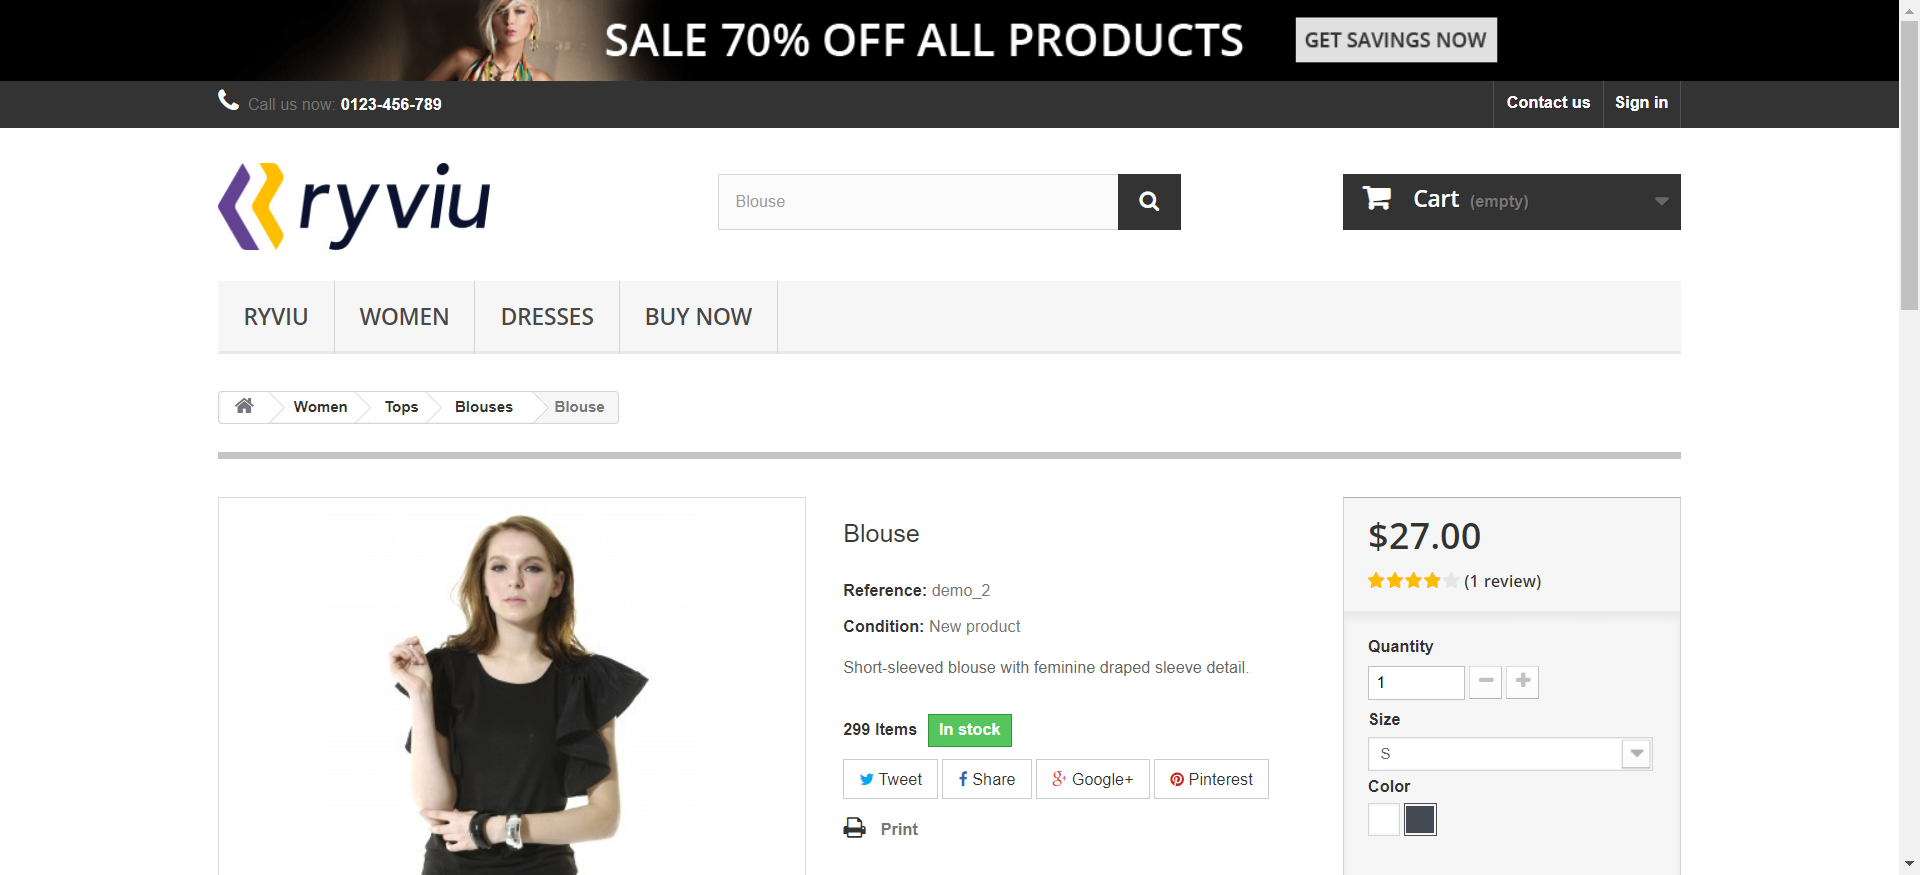 SALE 70% OFF ALL PRODUCTS GET SAVINGS NOW
Call us now: 0123-456-789 Contact us Sign in
ryviu
Blouse
Cart (empty)
RYVIU WOMEN DRESSES BUY NOW
Women Tops Blouses Blouse
Blouse
Reference: demo_2
Condition: New product
Short-sleeved blouse with feminine draped sleeve detail.
299 Items In stock
Tweet Share Google+ Pinterest
Print
$27.00
(1 review)
Quantity
1
Size
S
Color